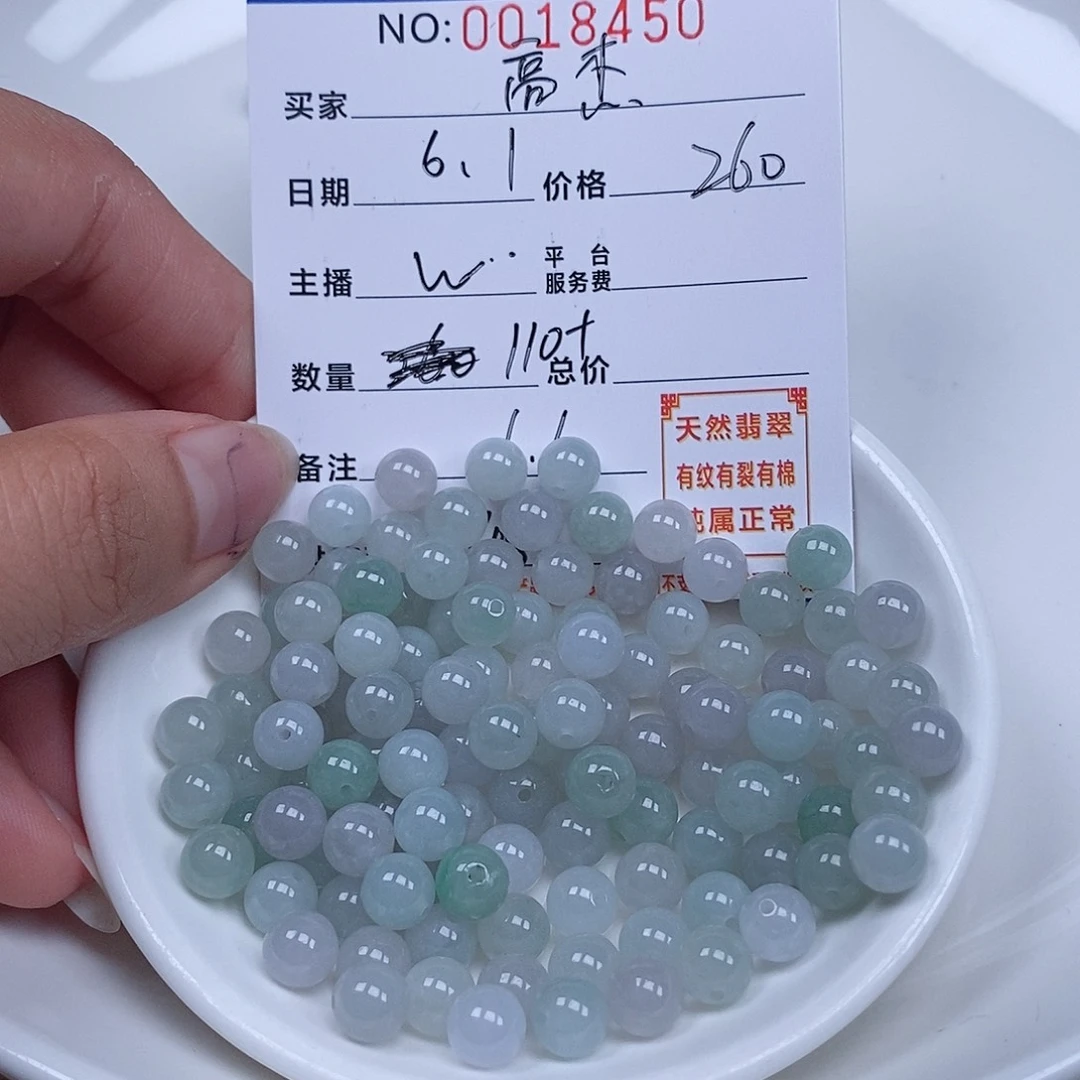 NO:0018450
买家 高杰
日期 6.1 价格 260
主播 W.. 平台服务费
数量 110+ 总价
备注
天然翡翠
有纹有裂有棉
纯属正常